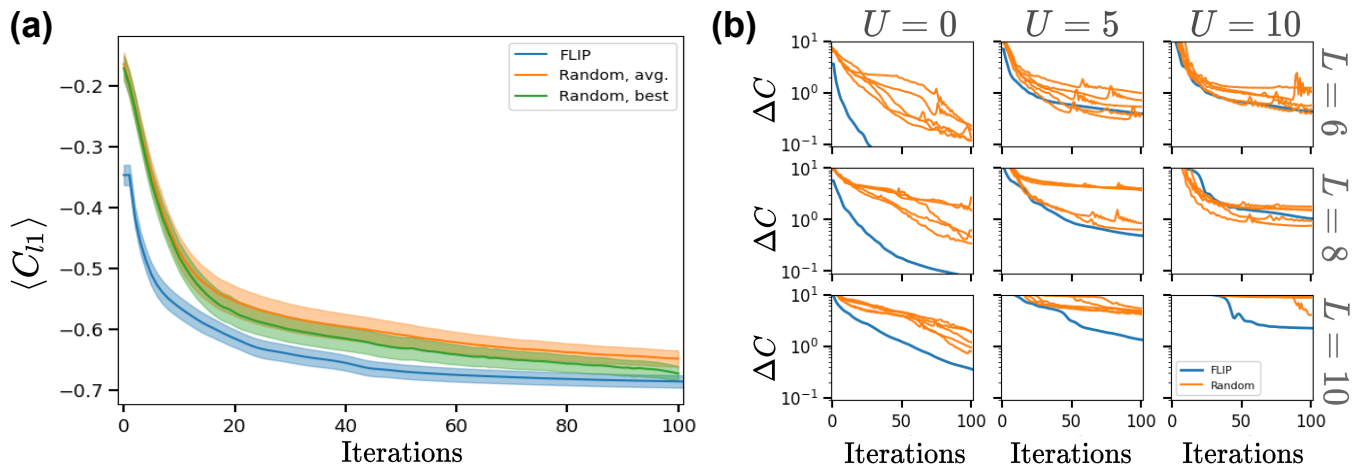 (a)
FLIP
Random, avg.
Random, best
−0.2
−0.3
−0.4
−0.5
−0.6
−0.7
⟨C_{l1}⟩
0 20 40 60 80 100
Iterations
(b)
U = 0 U = 5 U = 10
L = 6
L = 8
L = 10
ΔC
10^1
10^0
10^{−1}
ΔC
10^1
10^0
10^{−1}
ΔC
10^1
10^0
10^{−1}
FLIP
Random
0 50 100 0 50 100 0 50 100
Iterations Iterations Iterations